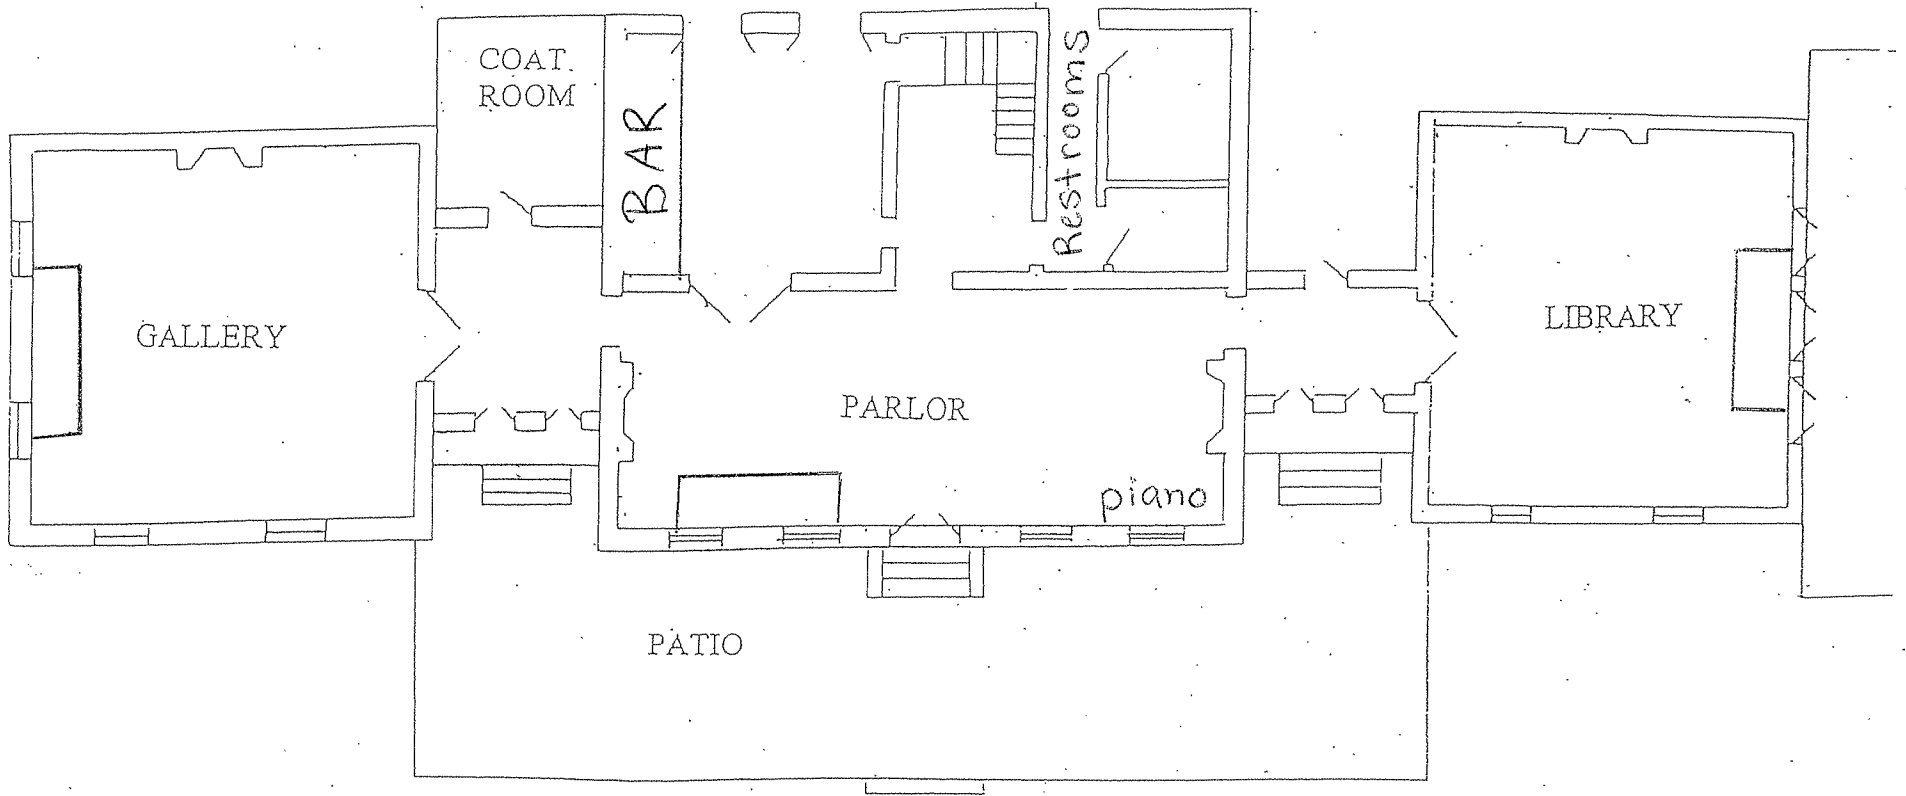 COAT
ROOM
BAR
Restrooms
GALLERY
LIBRARY
PARLOR
piano
PATIO